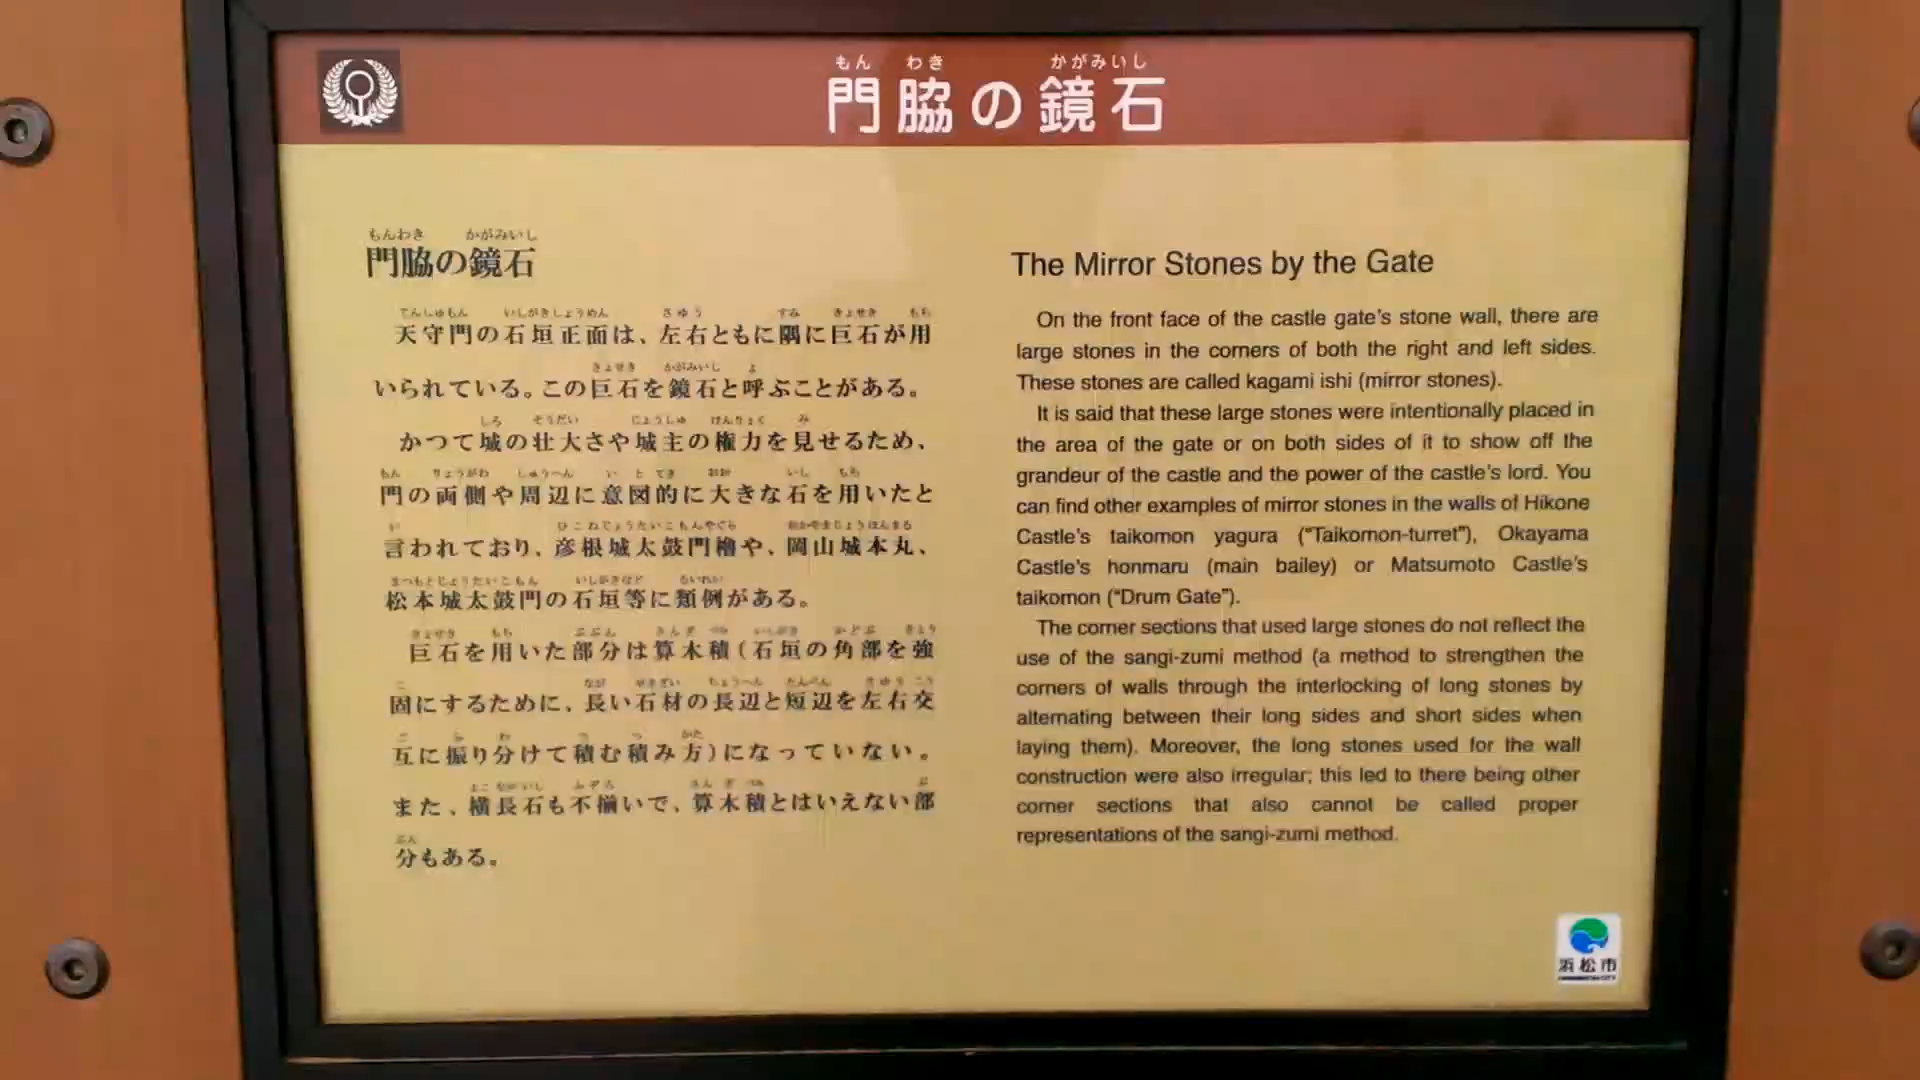 門脇の鏡石
もん わき かがみいし
門脇の鏡石
もんわき かがみいし
天守門の石垣正面は、左右ともに隅に巨石が用
いられている。この巨石を鏡石と呼ぶことがある。
かつて城の壮大さや城主の権力を見せるため、
門の両側や周辺に意図的に大きな石を用いたと
言われており、彦根城太鼓門櫓や、岡山城本丸、
松本城太鼓門の石垣等に類例がある。
巨石を用いた部分は算木積(石垣の角部を強
固にするために、長い石材の長辺と短辺を左右交
互に振り分けて積む積み方)になっていない。
また、横長石も不揃いで、算木積とはいえない部
分もある。
The Mirror Stones by the Gate
On the front face of the castle gate's stone wall, there are
large stones in the corners of both the right and left sides.
These stones are called kagami ishi (mirror stones).
It is said that these large stones were intentionally placed in
the area of the gate or on both sides of it to show off the
grandeur of the castle and the power of the castle's lord. You
can find other examples of mirror stones in the walls of Hikone
Castle's taikomon yagura (“Taikomon-turret”), Okayama
Castle's honmaru (main bailey) or Matsumoto Castle's
taikomon (“Drum Gate”).
The corner sections that used large stones do not reflect the
use of the sangi-zumi method (a method to strengthen the
corners of walls through the interlocking of long stones by
alternating between their long sides and short sides when
laying them). Moreover, the long stones used for the wall
construction were also irregular; this led to there being other
corner sections that also cannot be called proper
representations of the sangi-zumi method.
浜松市